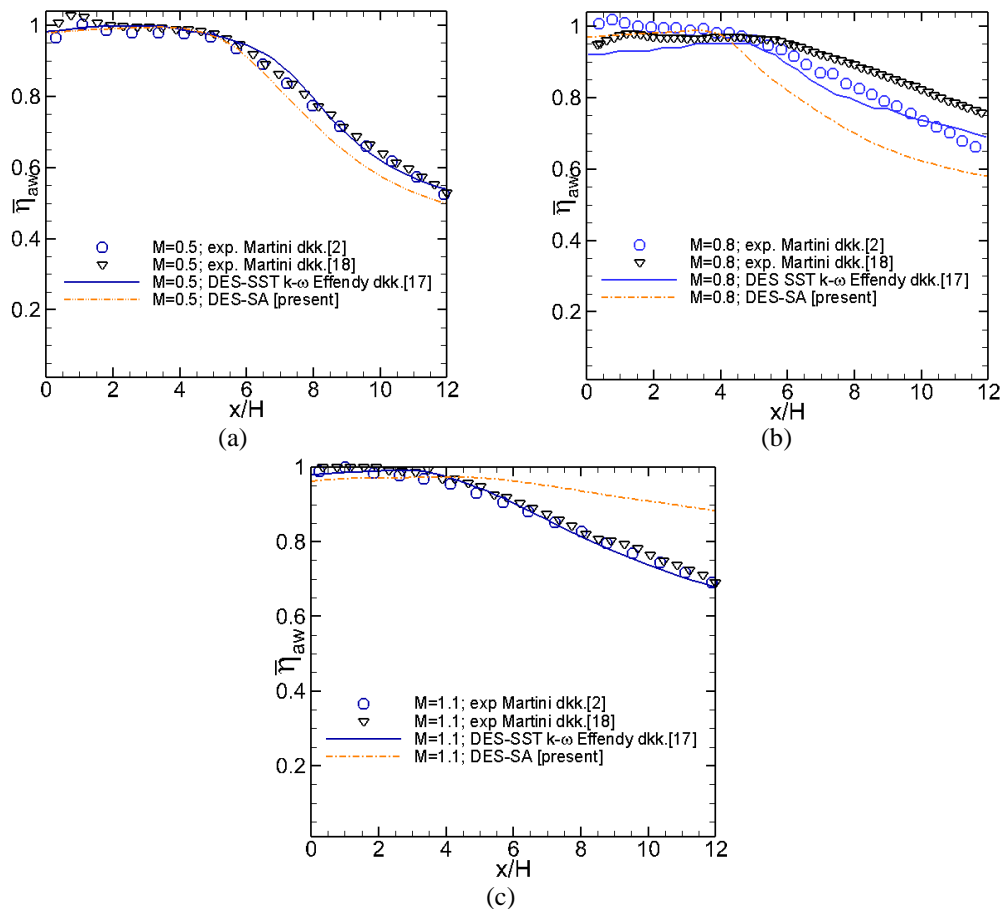 1
0.8
0.6
0.4
0.2
η̅aw
M=0.5; exp. Martini dkk.[2]
M=0.5; exp. Martini dkk.[18]
M=0.5; DES-SST k-ω Effendy dkk.[17]
M=0.5; DES-SA [present]
0 2 4 6 8 10 12
x/H
(a)
1
0.8
0.6
0.4
0.2
η̅aw
M=0.8; exp. Martini dkk.[2]
M=0.8; exp. Martini dkk.[18]
M=0.8; DES SST k-ω Effendy dkk.[17]
M=0.8; DES-SA [present]
0 2 4 6 8 10 12
x/H
(b)
1
0.8
0.6
0.4
0.2
η̅aw
M=1.1; exp Martini dkk.[2]
M=1.1; exp Martini dkk.[18]
M=1.1; DES-SST k-ω Effendy dkk.[17]
M=1.1; DES-SA [present]
0 2 4 6 8 10 12
x/H
(c)